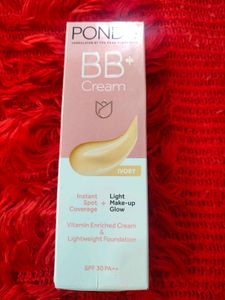 POND'S
BB+
Cream
IVORY
Instant Spot Coverage + Light Make-up Glow
Vitamin Enriched Cream
&
Lightweight Foundation
SPF 30 PA++